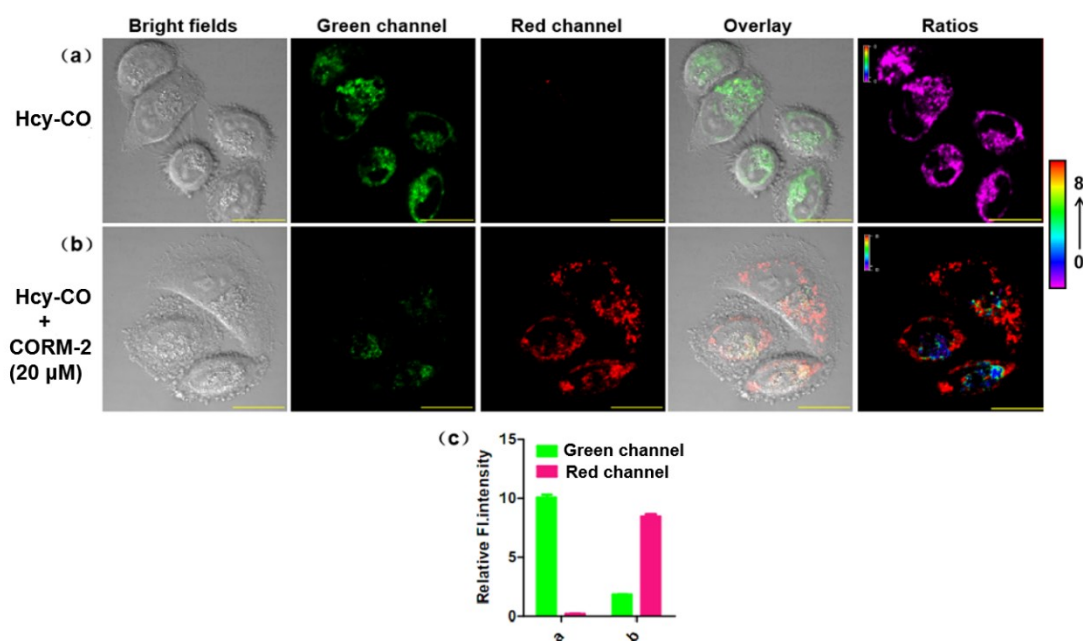 Bright fields Green channel Red channel Overlay Ratios
(a)
Hcy-CO
8
0
(b)
Hcy-CO
+
CORM-2
(20 μM)
(c)
Green channel
Red channel
Relative Fl.intensity
15
10
5
0
a b